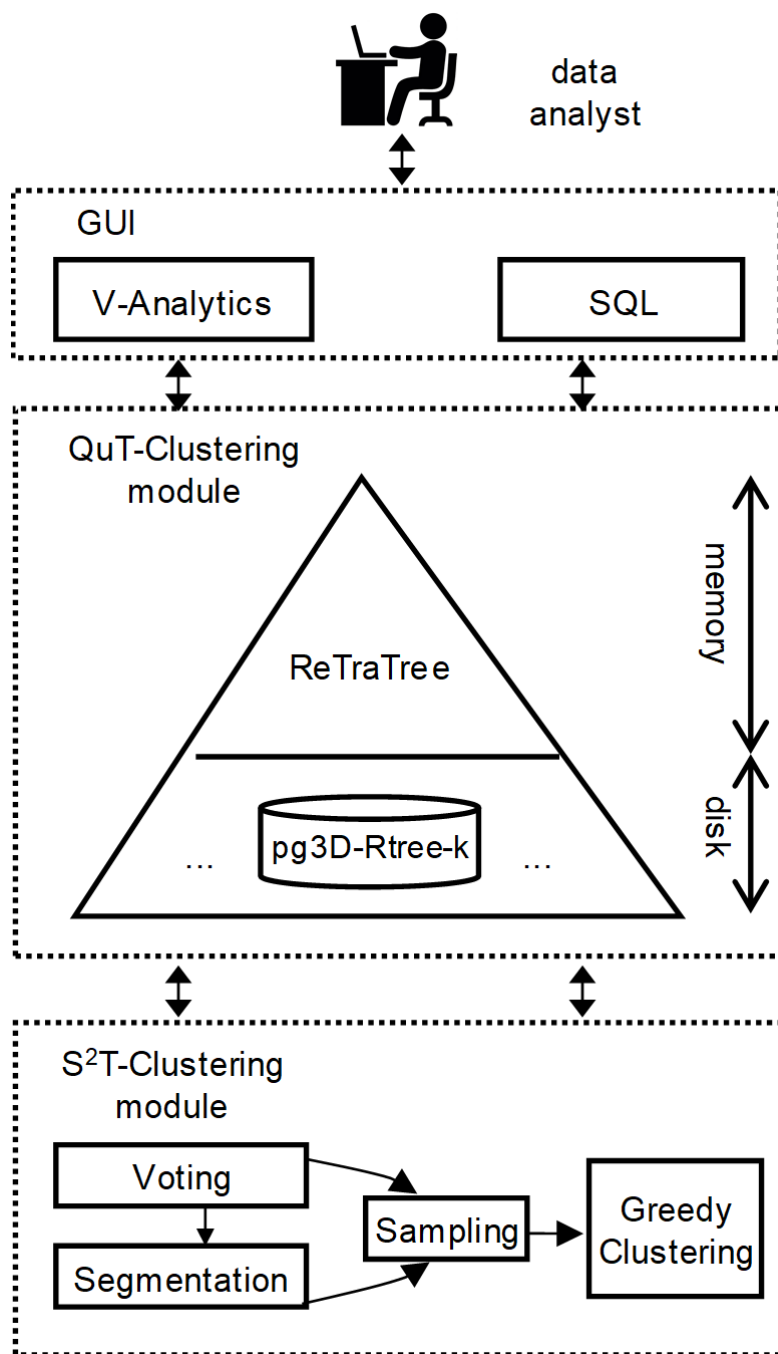 data
analyst
GUI
V-Analytics
SQL
QuT-Clustering
module
memory
ReTraTree
disk
... pg3D-Rtree-k ...
S²T-Clustering
module
Voting
Segmentation
Sampling
Greedy
Clustering